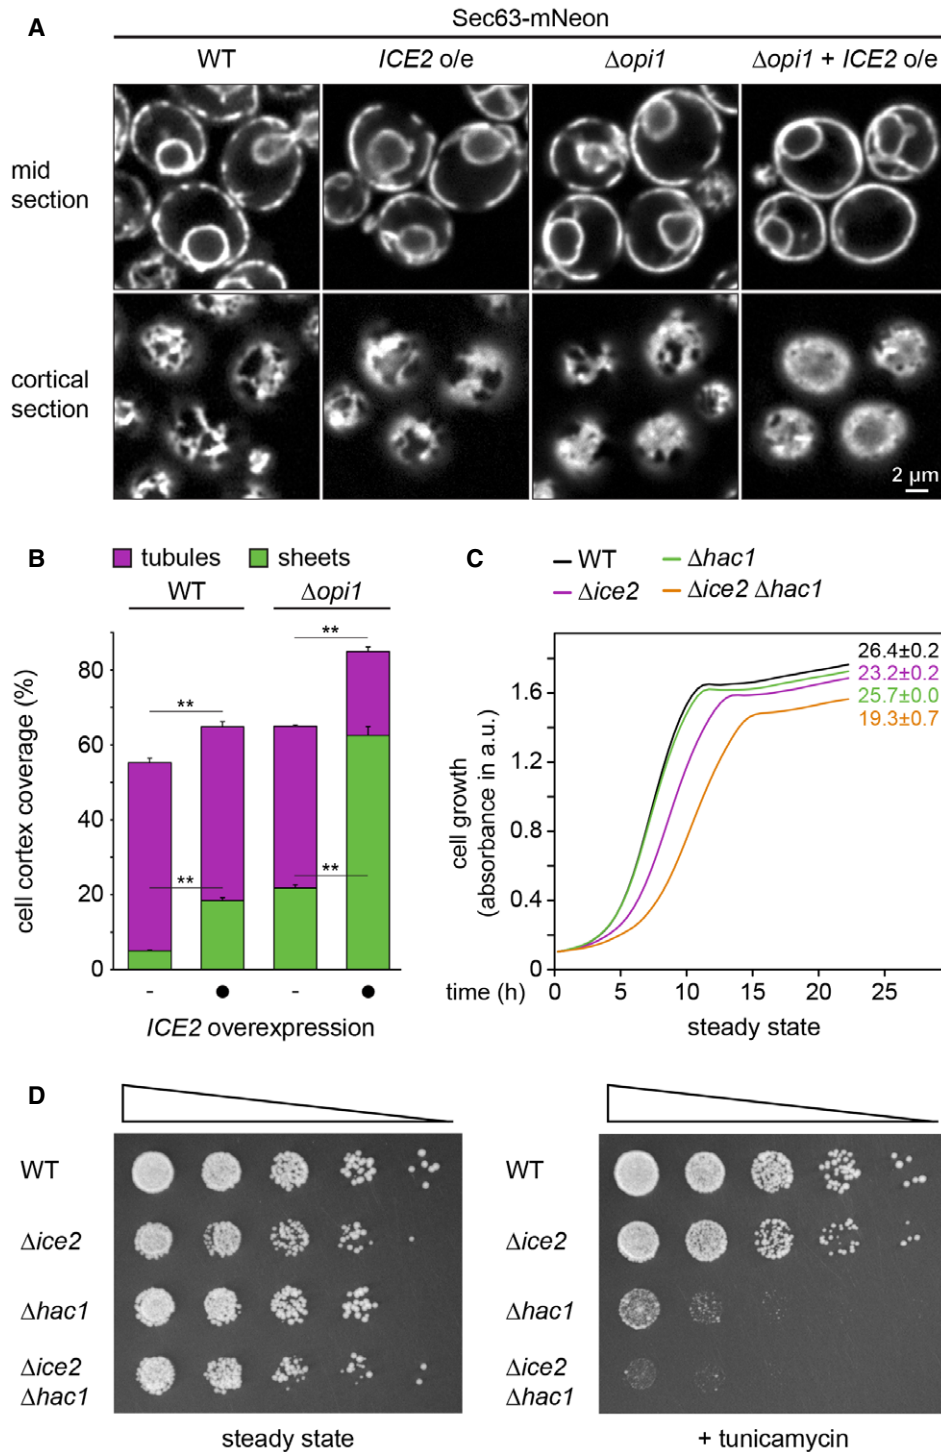 A
Sec63-mNeon
WT
ICE2 o/e
Δopi1
Δopi1 + ICE2 o/e
mid
section
cortical
section
2 µm
B
tubules
sheets
WT
Δopi1
cell cortex coverage (%)
80
60
40
20
0
**
**
**
**
-
●
-
●
ICE2 overexpression
C
WT
Δhac1
Δice2
Δice2 Δhac1
cell growth
(absorbance in a.u.)
1.6
1.2
0.8
0.4
0
26.4±0.2
23.2±0.2
25.7±0.0
19.3±0.7
time (h)
0 5 10 15 20 25
steady state
D
WT
Δice2
Δhac1
Δice2
Δhac1
steady state
WT
Δice2
Δhac1
Δice2
Δhac1
+ tunicamycin